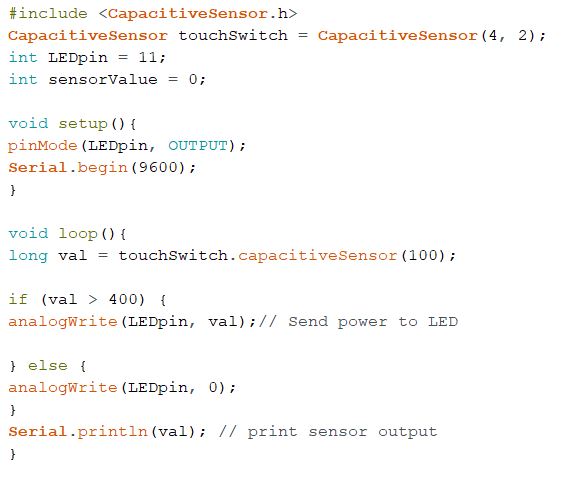 #include <CapacitiveSensor.h>
CapacitiveSensor touchSwitch = CapacitiveSensor(4, 2);
int LEDpin = 11;
int sensorValue = 0;
void setup(){
pinMode(LEDpin, OUTPUT);
Serial.begin(9600);
}
void loop(){
long val = touchSwitch.capacitiveSensor(100);
if (val > 400) {
analogWrite(LEDpin, val);// Send power to LED
} else {
analogWrite(LEDpin, 0);
}
Serial.println(val); // print sensor output
}